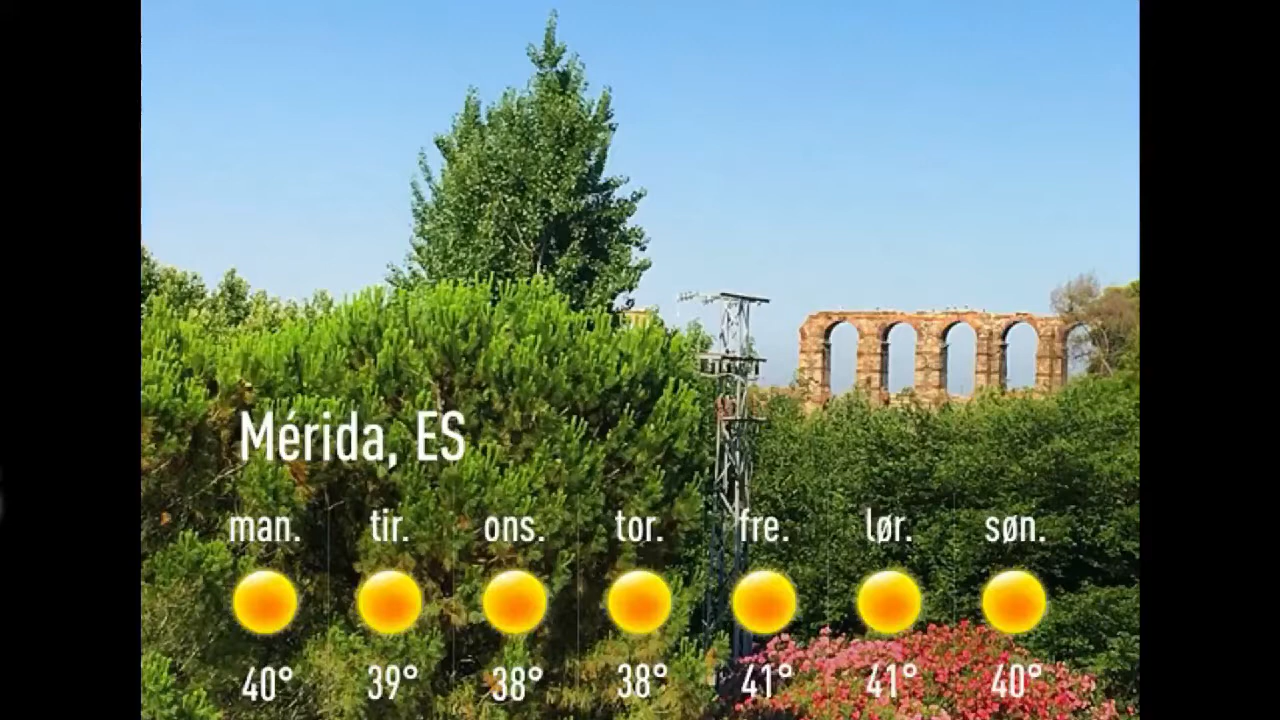 Mérida, ES
man. tir. ons. tor. fre. lør. søn.
40° 39° 38° 38° 41° 41° 40°